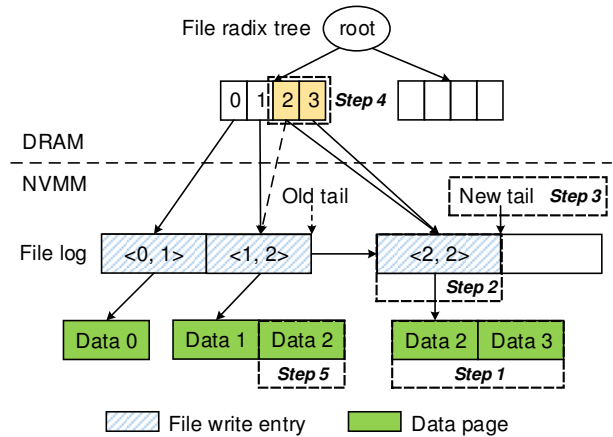 File radix tree
root
0 1 2 3
Step 4
DRAM
NVMM
Old tail
New tail Step 3
File log
<0, 1> <1, 2> <2, 2>
Step 2
Data 0 Data 1 Data 2 Data 2 Data 3
Step 5 Step 1
File write entry Data page